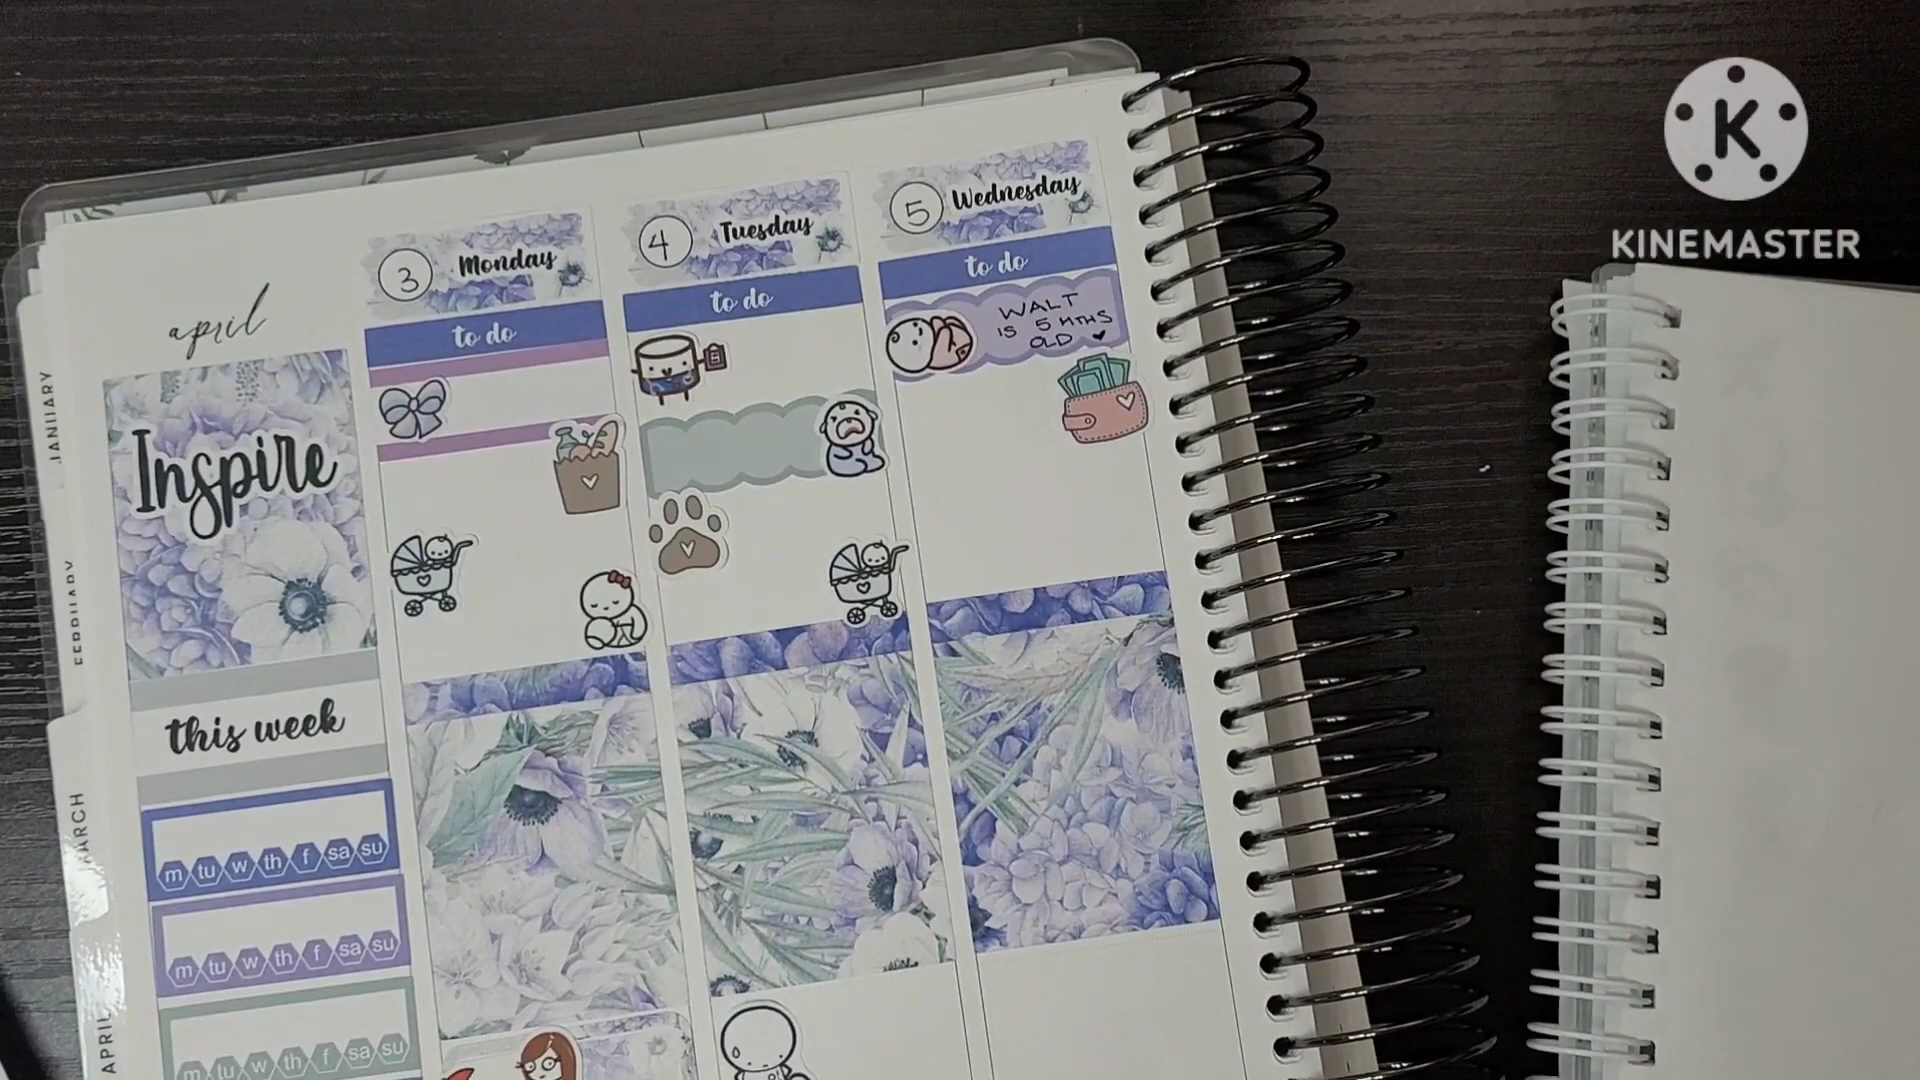 K
KINEMASTER
JANUARY
FEBRUARY
MARCH
APRIL
april
Inspire
this week
m tu w th f sa su
m tu w th f sa su
m tu w th f sa su
3 Monday
to do
4 Tuesday
to do
5 Wednesday
to do
WALT
IS 5 MTHS
OLD ♥